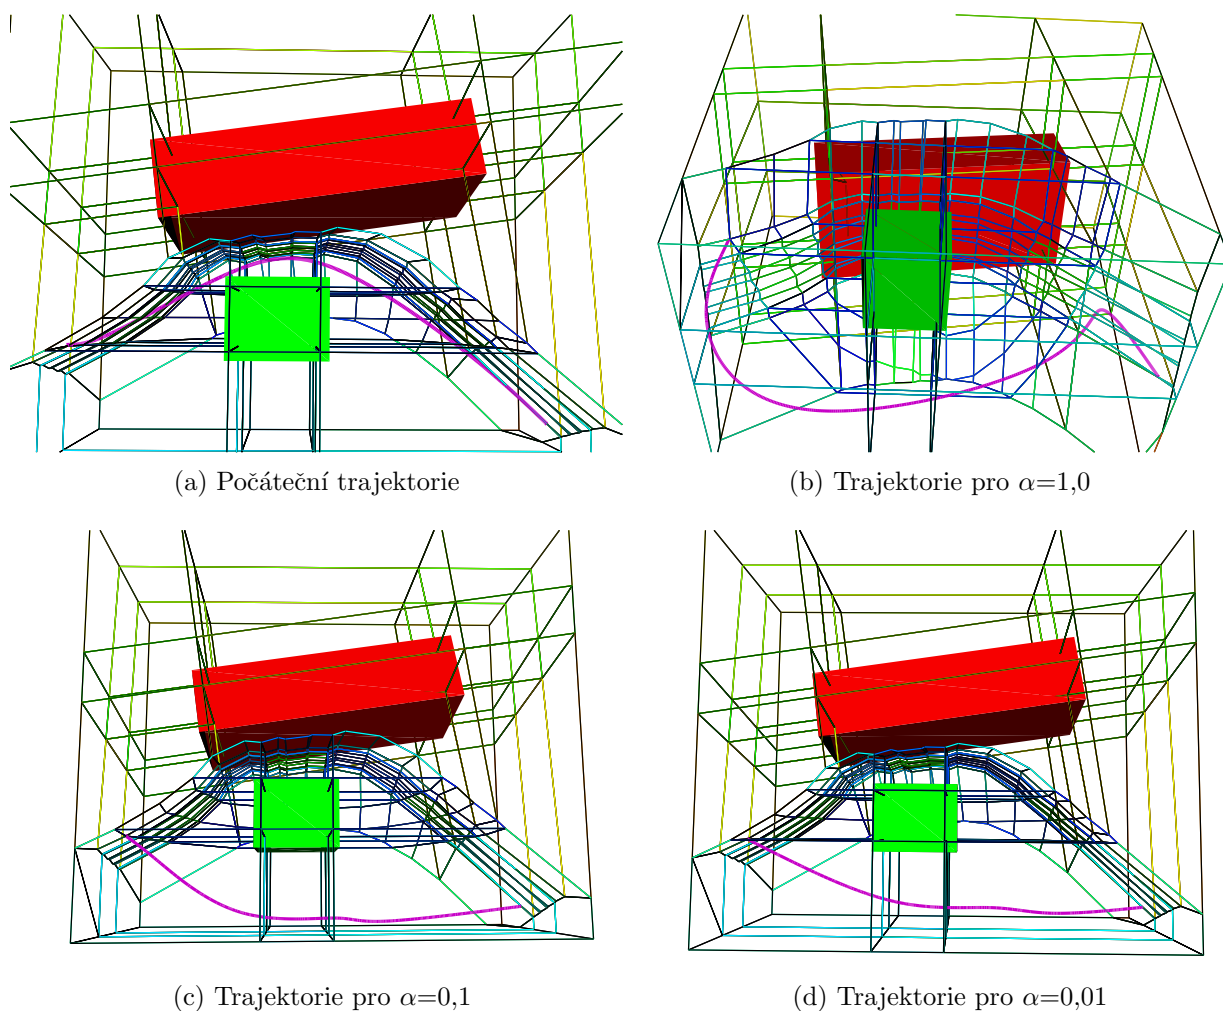 (a) Počáteční trajektorie
(b) Trajektorie pro α=1,0
(c) Trajektorie pro α=0,1
(d) Trajektorie pro α=0,01